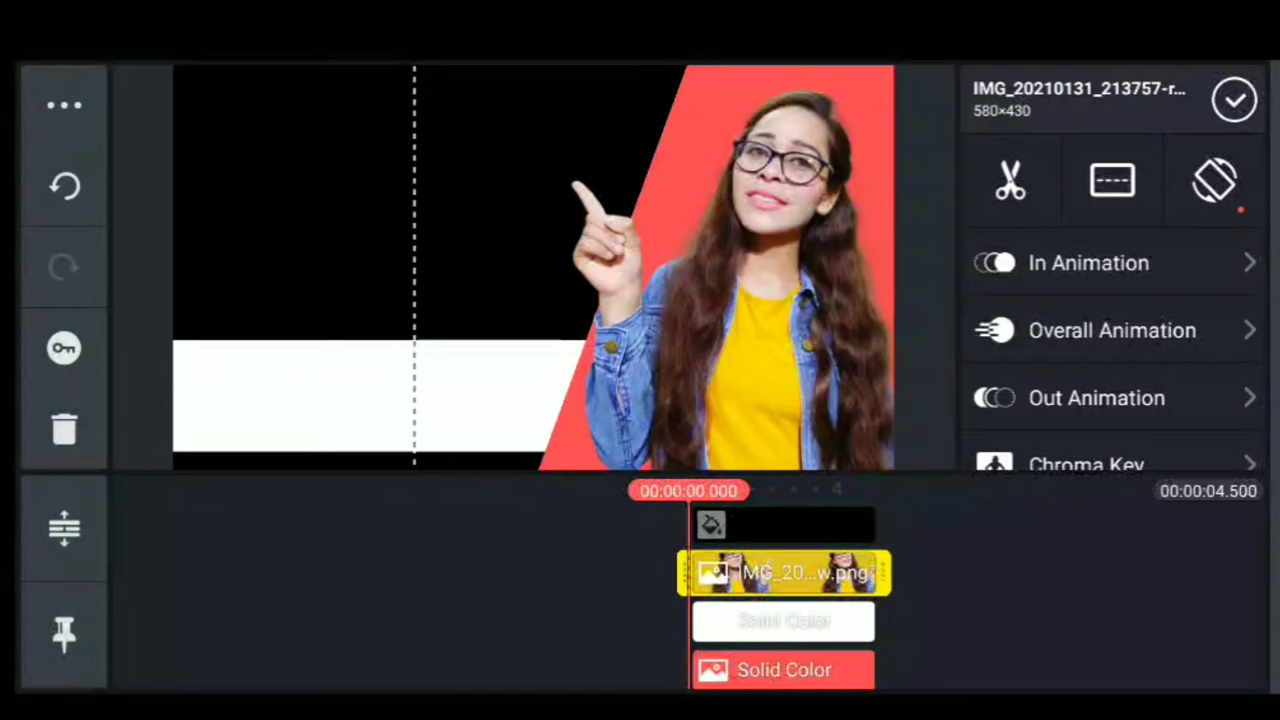 IMG_20210131_213757-r...
580×430
In Animation
Overall Animation
Out Animation
Chroma Key
00:00:00.000
4
00:00:04.500
IMG_20...w.png
Solid Color
Solid Color